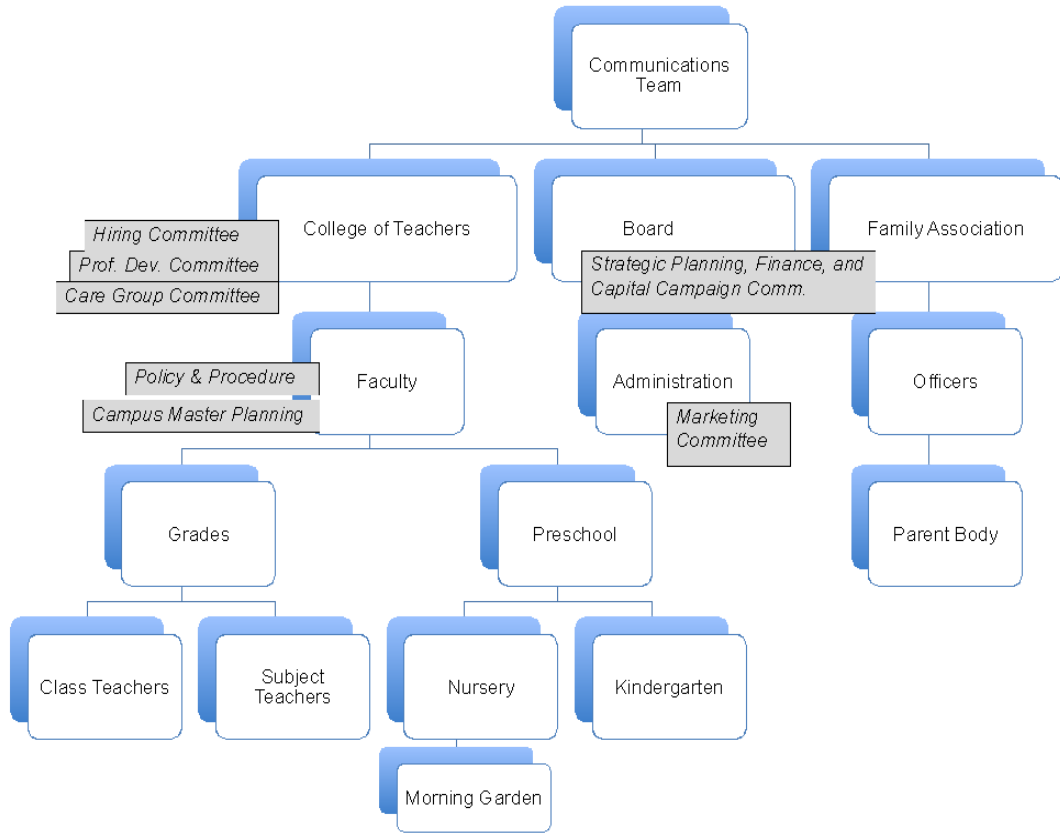 Communications
Team
College of Teachers
Board
Family Association
Hiring Committee
Prof. Dev. Committee
Care Group Committee
Strategic Planning, Finance, and
Capital Campaign Comm.
Faculty
Administration
Officers
Policy & Procedure
Campus Master Planning
Marketing
Committee
Grades
Preschool
Parent Body
Class Teachers
Subject
Teachers
Nursery
Kindergarten
Morning Garden